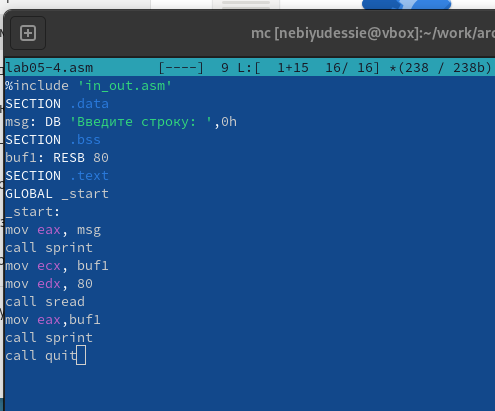 mc [nebiyudessie@vbox]:~/work/arc
lab05-4.asm [----] 9 L:[ 1+15 16/ 16] *(238 / 238b)
%include 'in_out.asm'
SECTION .data
msg: DB 'Введите строку: ',0h
SECTION .bss
buf1: RESB 80
SECTION .text
GLOBAL _start
_start:
mov eax, msg
call sprint
mov ecx, buf1
mov edx, 80
call sread
mov eax,buf1
call sprint
call quit